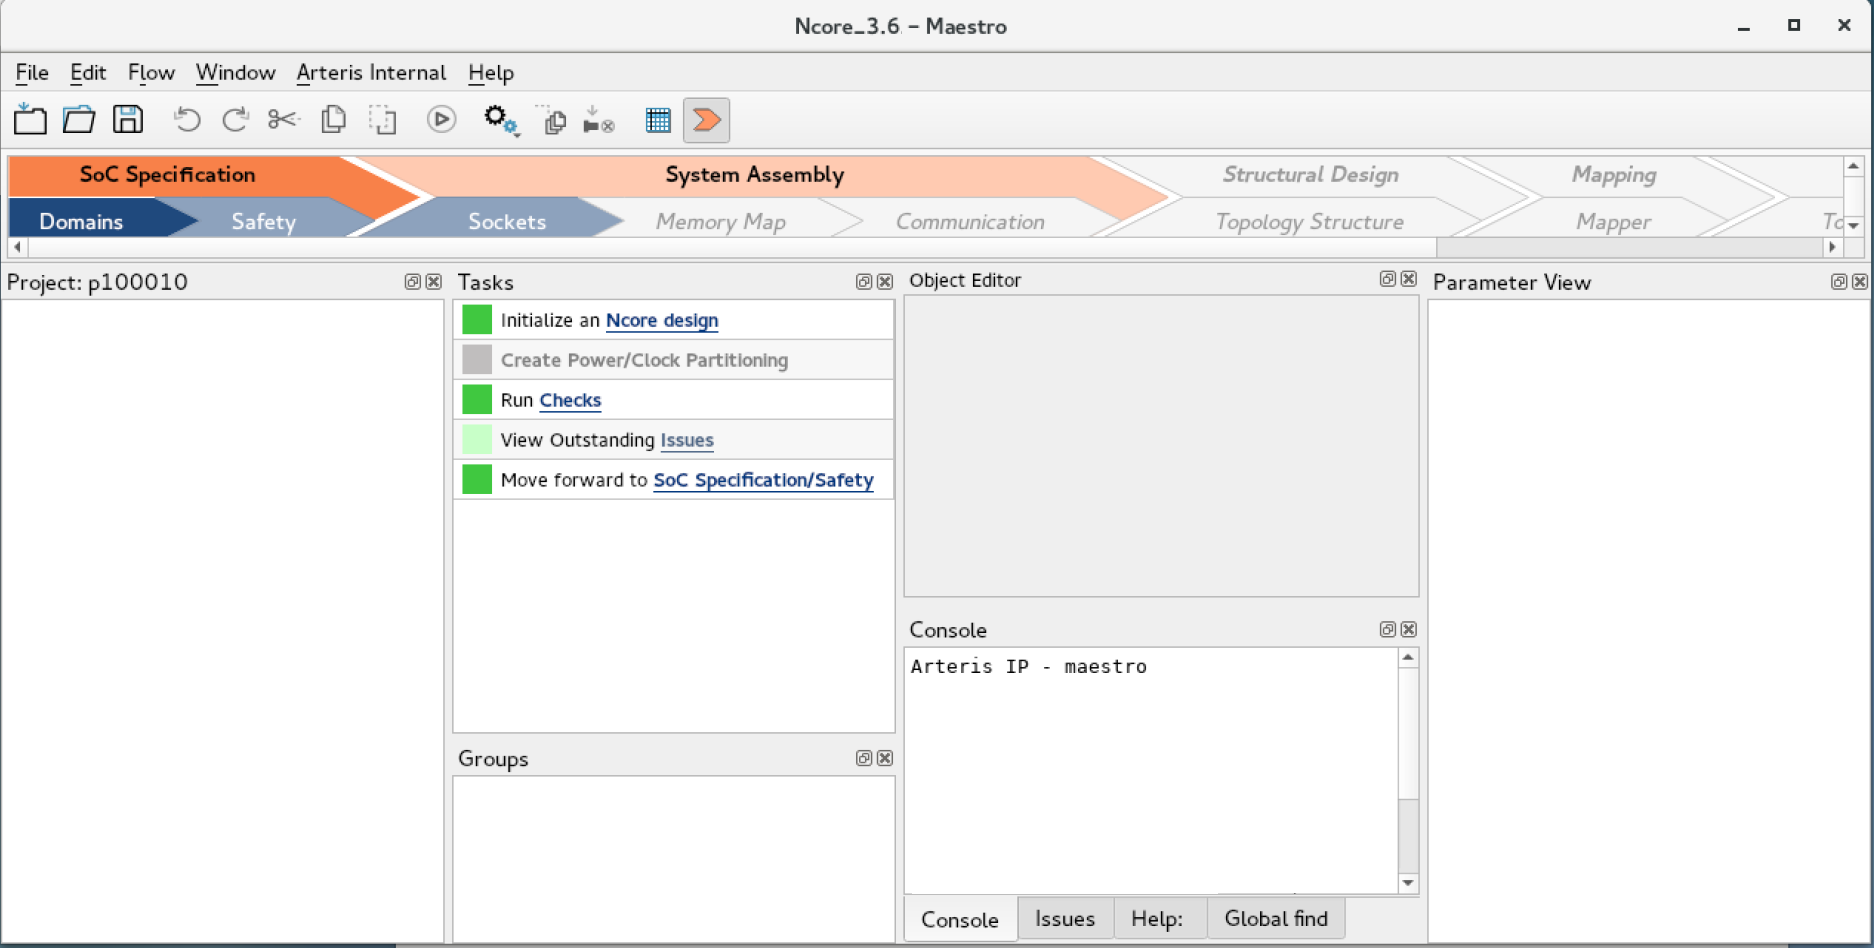 Ncore_3.6 – Maestro
File Edit Flow Window Arteris Internal Help
SoC Specification System Assembly Structural Design Mapping
Domains Safety Sockets Memory Map Communication Topology Structure Mapper To
Project: p100010
Tasks
Initialize an Ncore design
Create Power/Clock Partitioning
Run Checks
View Outstanding Issues
Move forward to SoC Specification/Safety
Groups
Object Editor
Console
Arteris IP - maestro
Console Issues Help: Global find
Parameter View